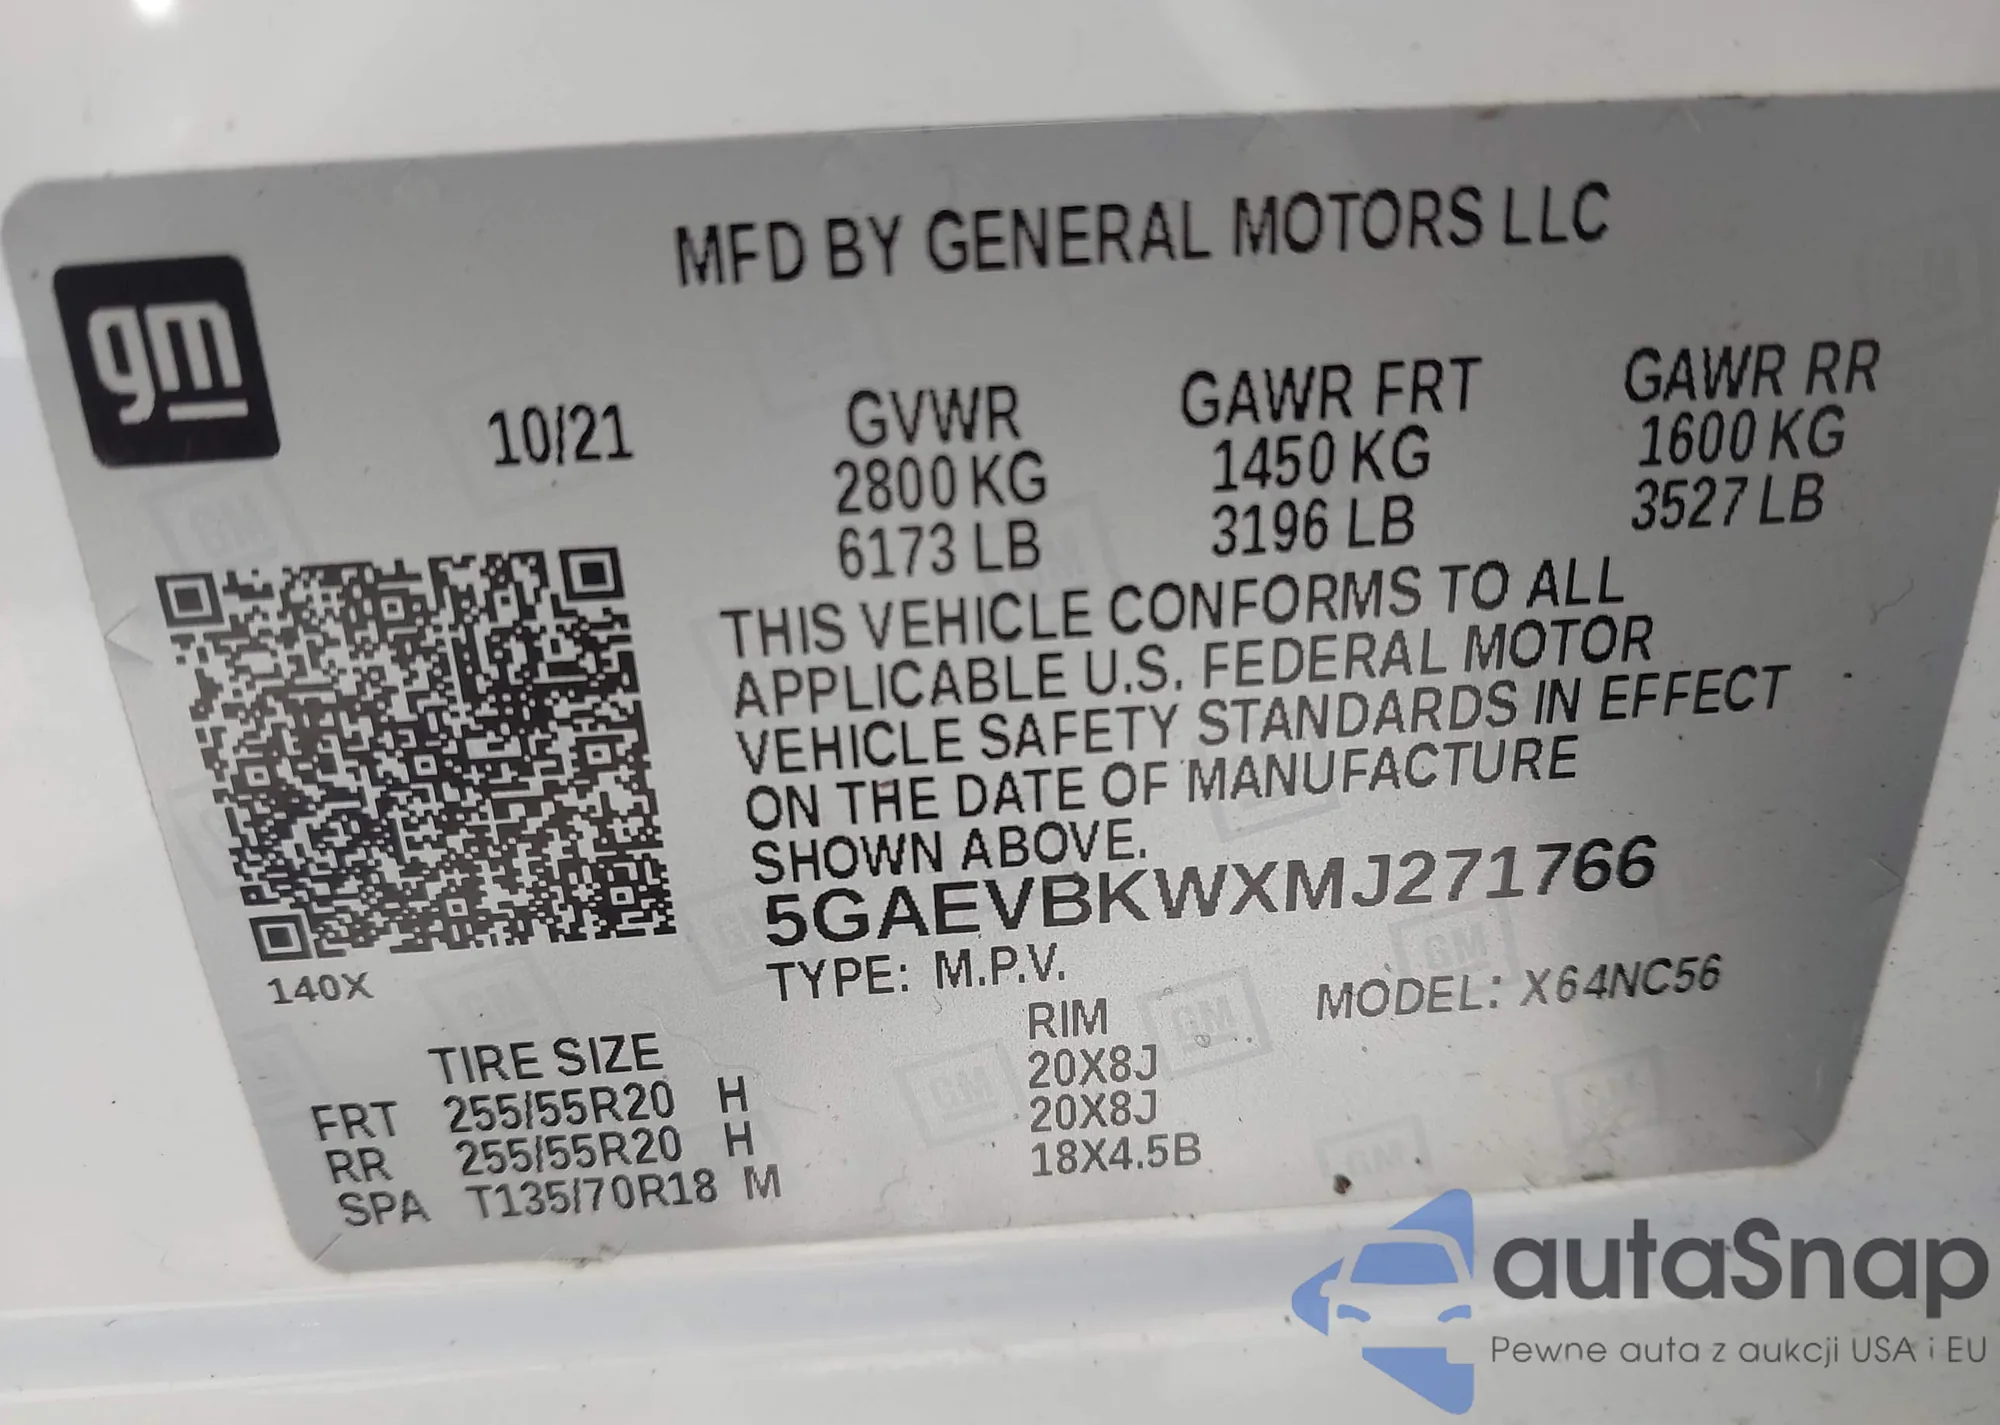 MFD BY GENERAL MOTORS LLC
gm
10/21
GVWR
2800 KG
6173 LB
GAWR FRT
1450 KG
3196 LB
GAWR RR
1600 KG
3527 LB
THIS VEHICLE CONFORMS TO ALL
APPLICABLE U.S. FEDERAL MOTOR
VEHICLE SAFETY STANDARDS IN EFFECT
ON THE DATE OF MANUFACTURE
SHOWN ABOVE.
5GAEVBKWXMJ271766
TYPE: M.P.V.
MODEL: X64NC56
140X
TIRE SIZE RIM
FRT 255/55R20 H 20X8J
RR 255/55R20 H 20X8J
SPA T135/70R18 M 18X4.5B
autaSnap
Pewne auta z aukcji USA i EU